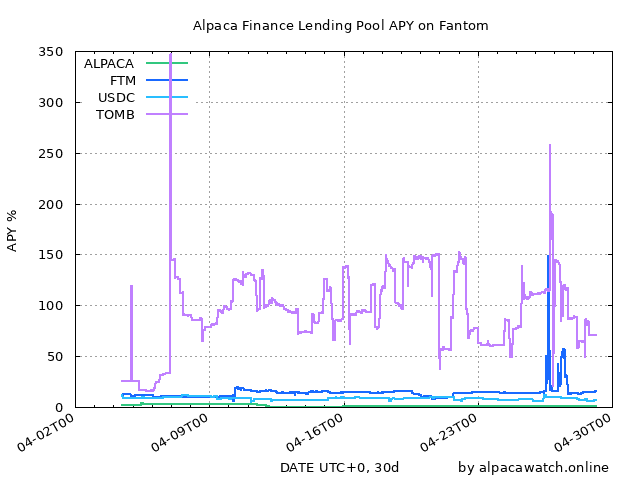 Alpaca Finance Lending Pool APY on Fantom
350
300
250
200
150
100
50
0
APY %
ALPACA
FTM
USDC
TOMB
04-02T00
04-09T00
04-16T00
04-23T00
04-30T00
DATE UTC+0, 30d
by alpacawatch.online